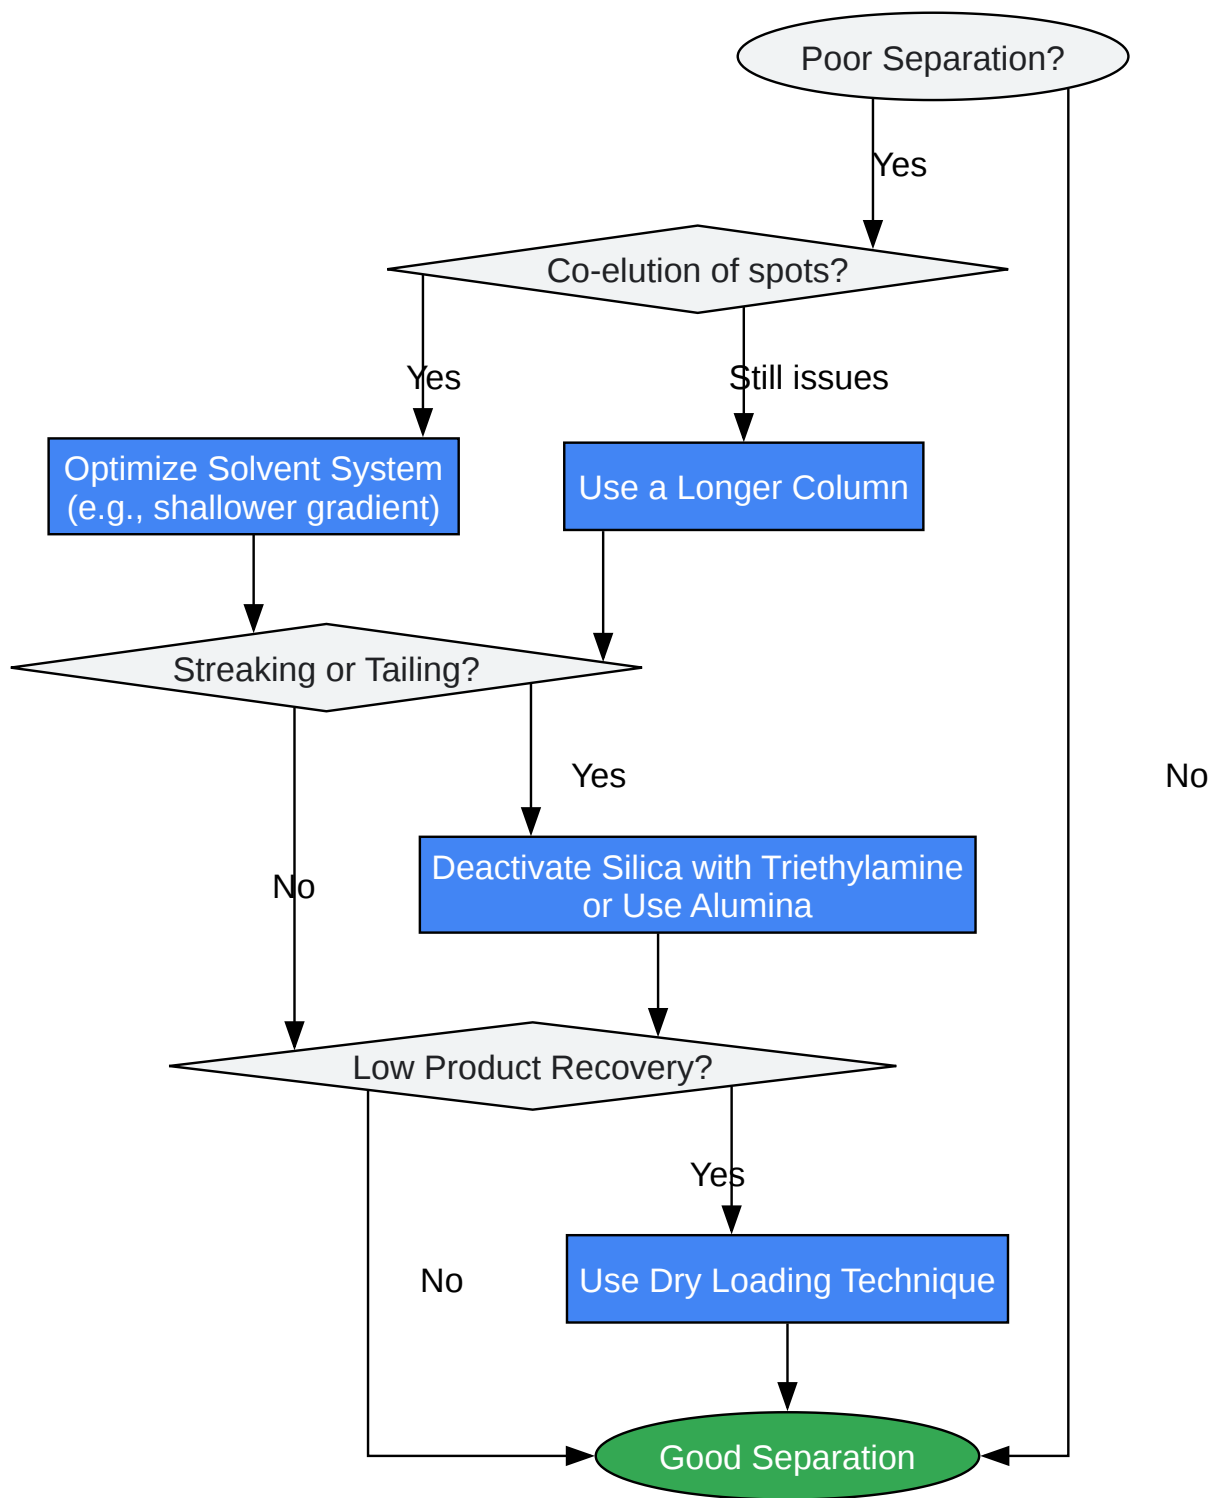 Poor Separation?
Yes
Co-elution of spots?
Yes
Still issues
Optimize Solvent System
(e.g., shallower gradient)
Use a Longer Column
Streaking or Tailing?
Yes
No
Deactivate Silica with Triethylamine
or Use Alumina
No
Low Product Recovery?
Yes
No
Use Dry Loading Technique
Good Separation